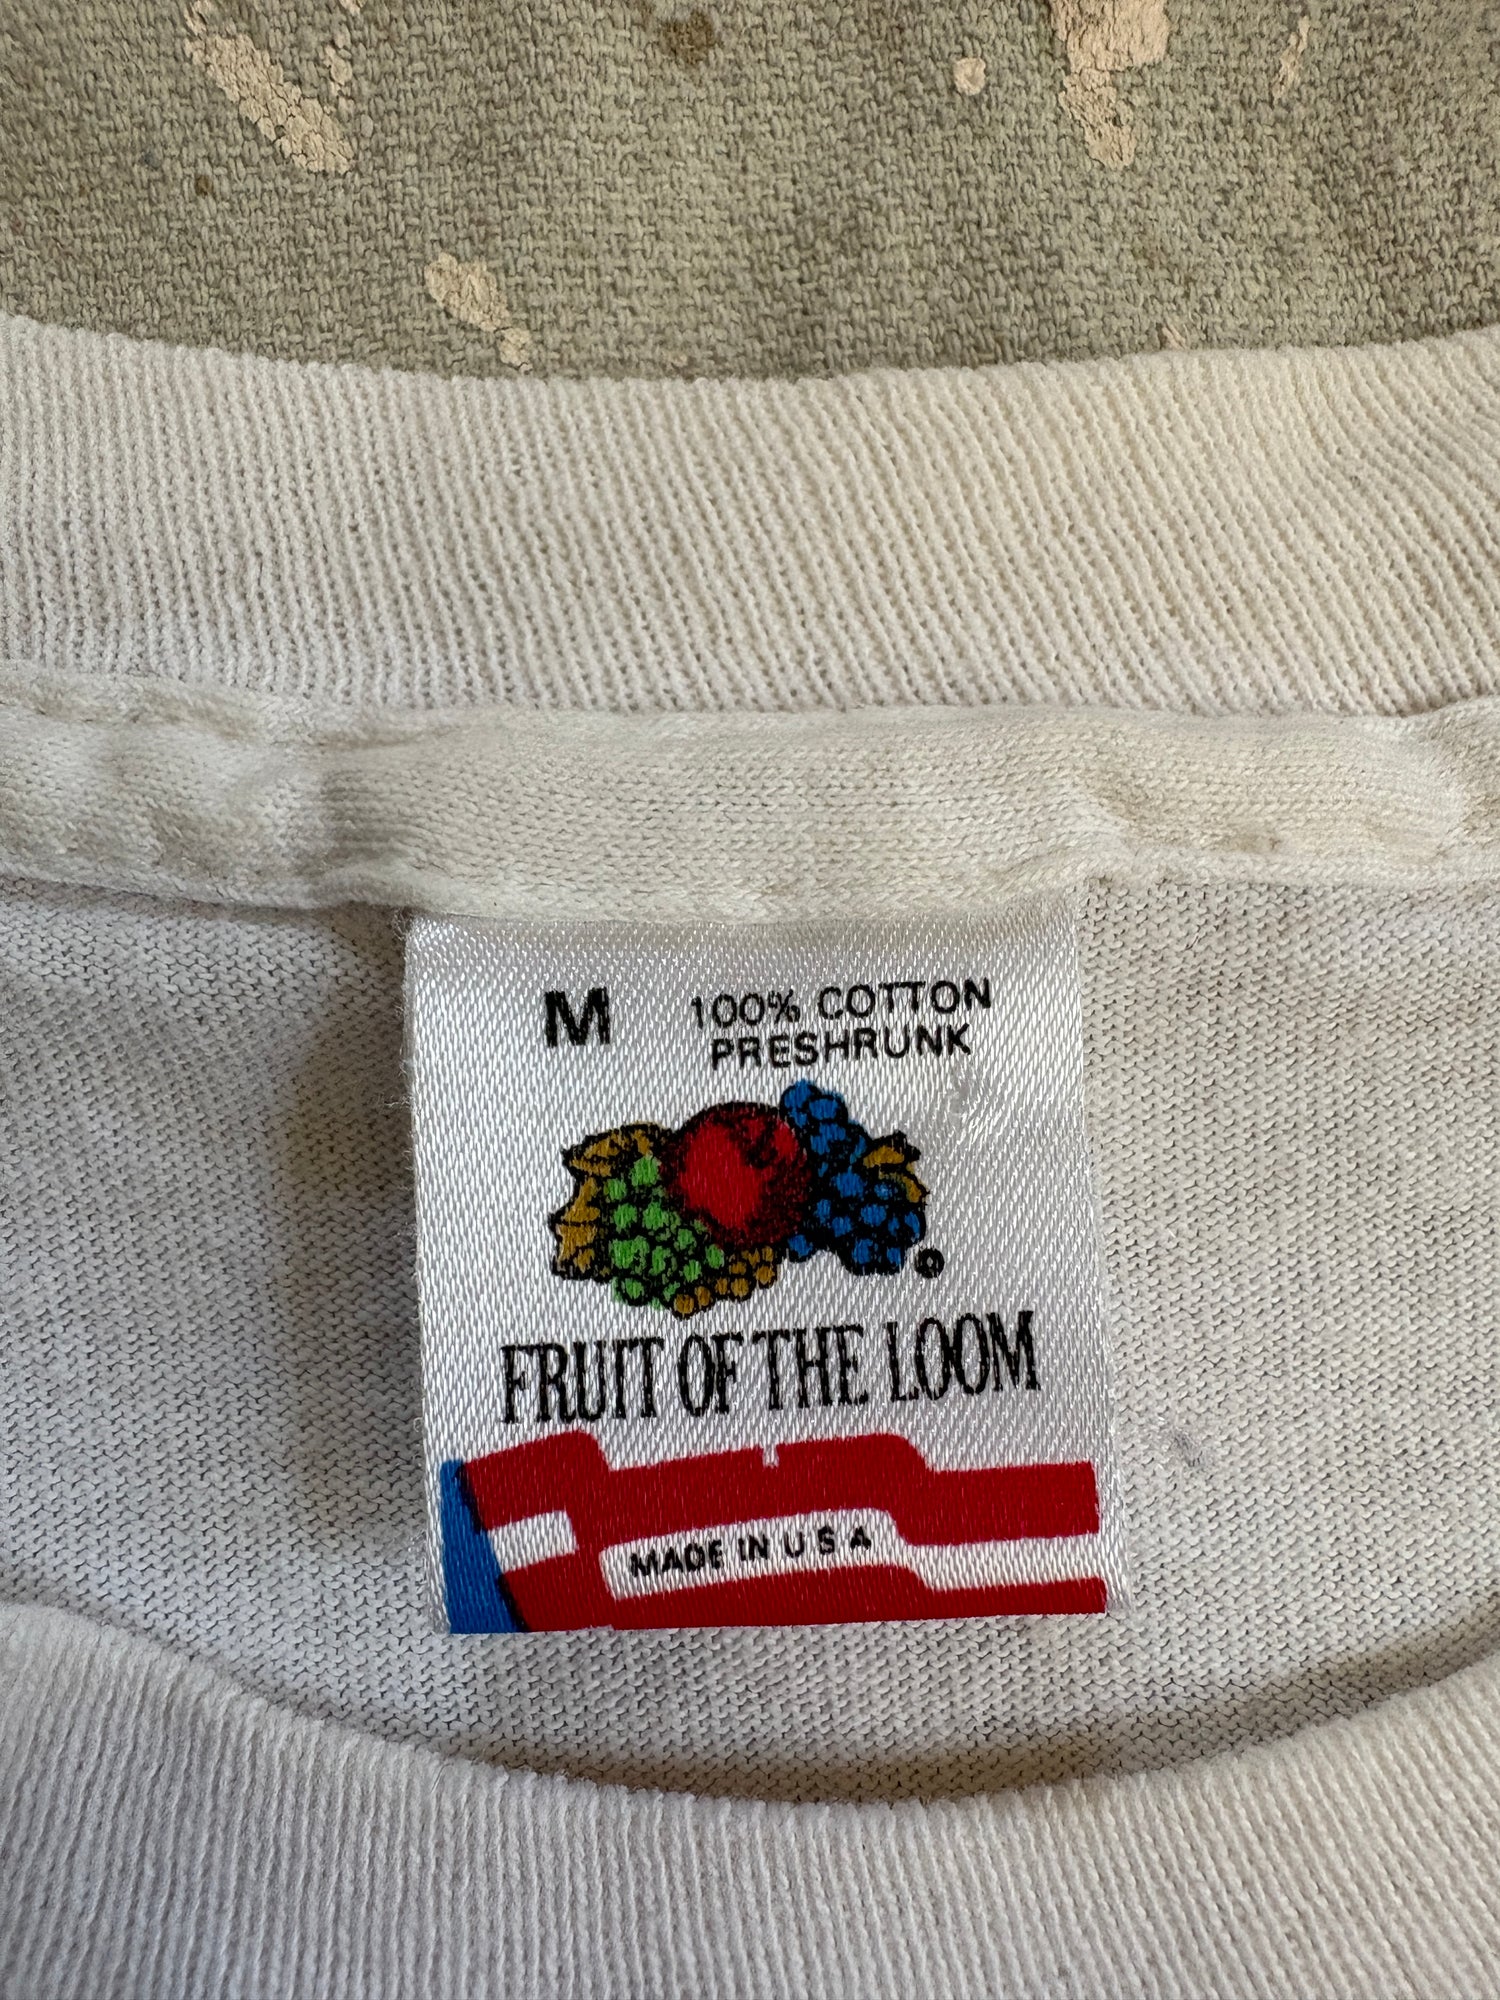 M 100% COTTON
PRESHRUNK
FRUIT OF THE LOOM
MADE IN U S A